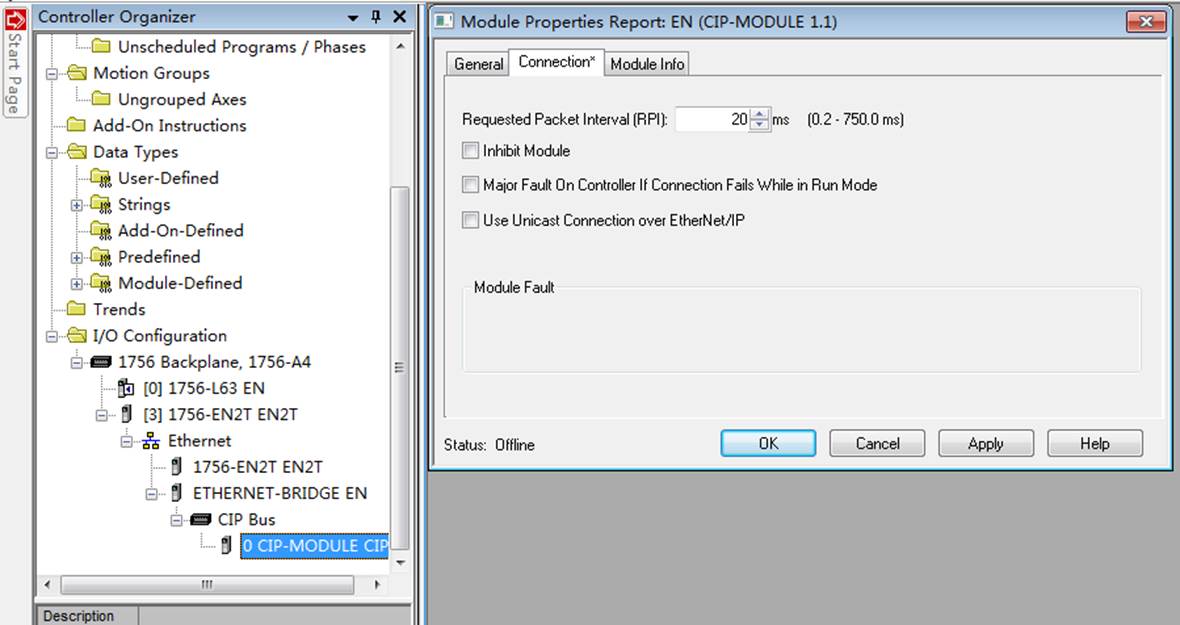 Start Page
Controller Organizer
Unscheduled Programs / Phases
Motion Groups
Ungrouped Axes
Add-On Instructions
Data Types
User-Defined
Strings
Add-On-Defined
Predefined
Module-Defined
Trends
I/O Configuration
1756 Backplane, 1756-A4
[0] 1756-L63 EN
[3] 1756-EN2T EN2T
Ethernet
1756-EN2T EN2T
ETHERNET-BRIDGE EN
CIP Bus
0 CIP-MODULE CIP
Description
Module Properties Report: EN (CIP-MODULE 1.1)
General Connection* Module Info
Requested Packet Interval (RPI): 20 ms (0.2 - 750.0 ms)
Inhibit Module
Major Fault On Controller If Connection Fails While in Run Mode
Use Unicast Connection over EtherNet/IP
Module Fault
Status: Offline OK Cancel Apply Help